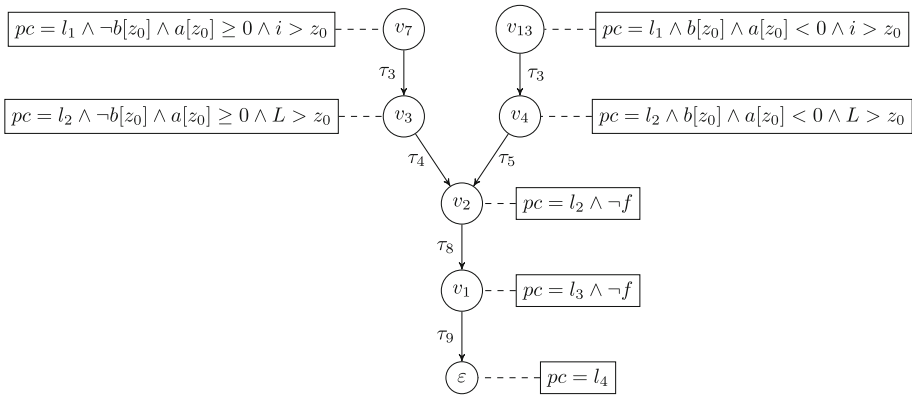 pc = l₁ ∧ ¬b[z₀] ∧ a[z₀] ≥ 0 ∧ i > z₀
v₇
v₁₃
pc = l₁ ∧ b[z₀] ∧ a[z₀] < 0 ∧ i > z₀
τ₃
τ₃
pc = l₂ ∧ ¬b[z₀] ∧ a[z₀] ≥ 0 ∧ L > z₀
v₃
v₄
pc = l₂ ∧ b[z₀] ∧ a[z₀] < 0 ∧ L > z₀
τ₄
τ₅
v₂
pc = l₂ ∧ ¬f
τ₈
v₁
pc = l₃ ∧ ¬f
τ₉
ε
pc = l₄